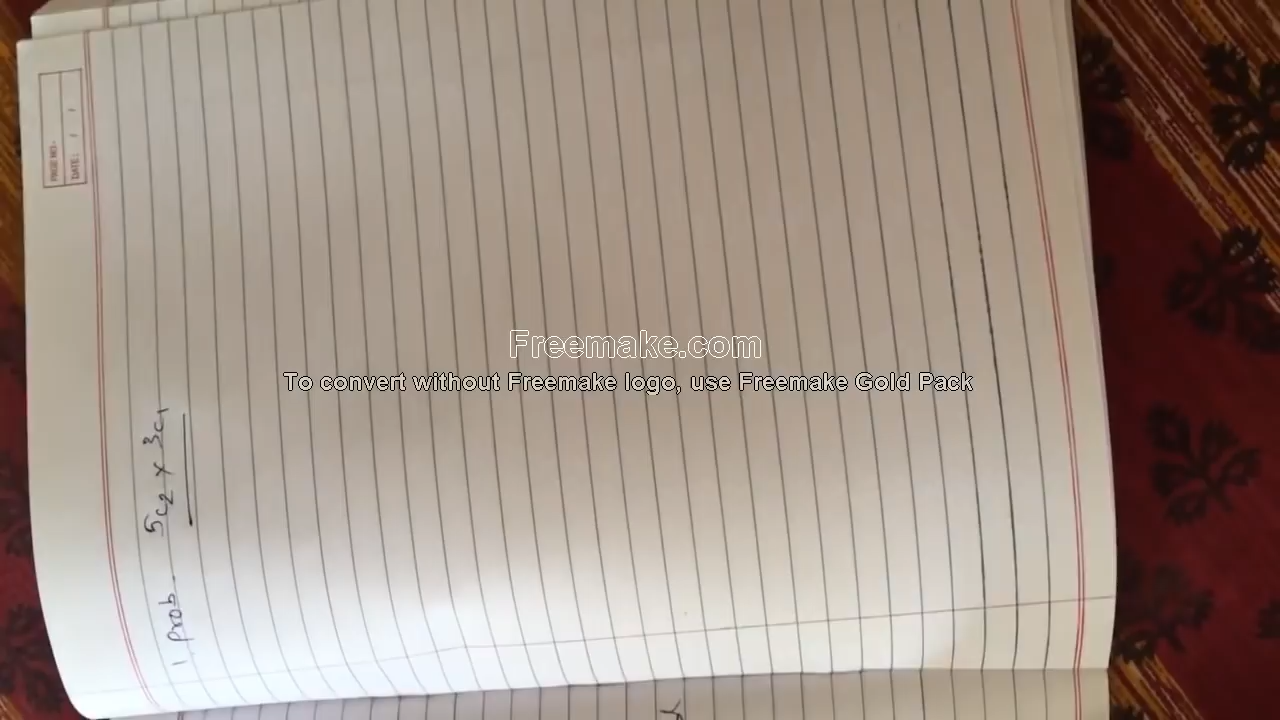 PAGE NO-
DATE: / /
1. Prob - 5c2 x 3c1
Freemake.com
To convert without Freemake logo, use Freemake Gold Pack